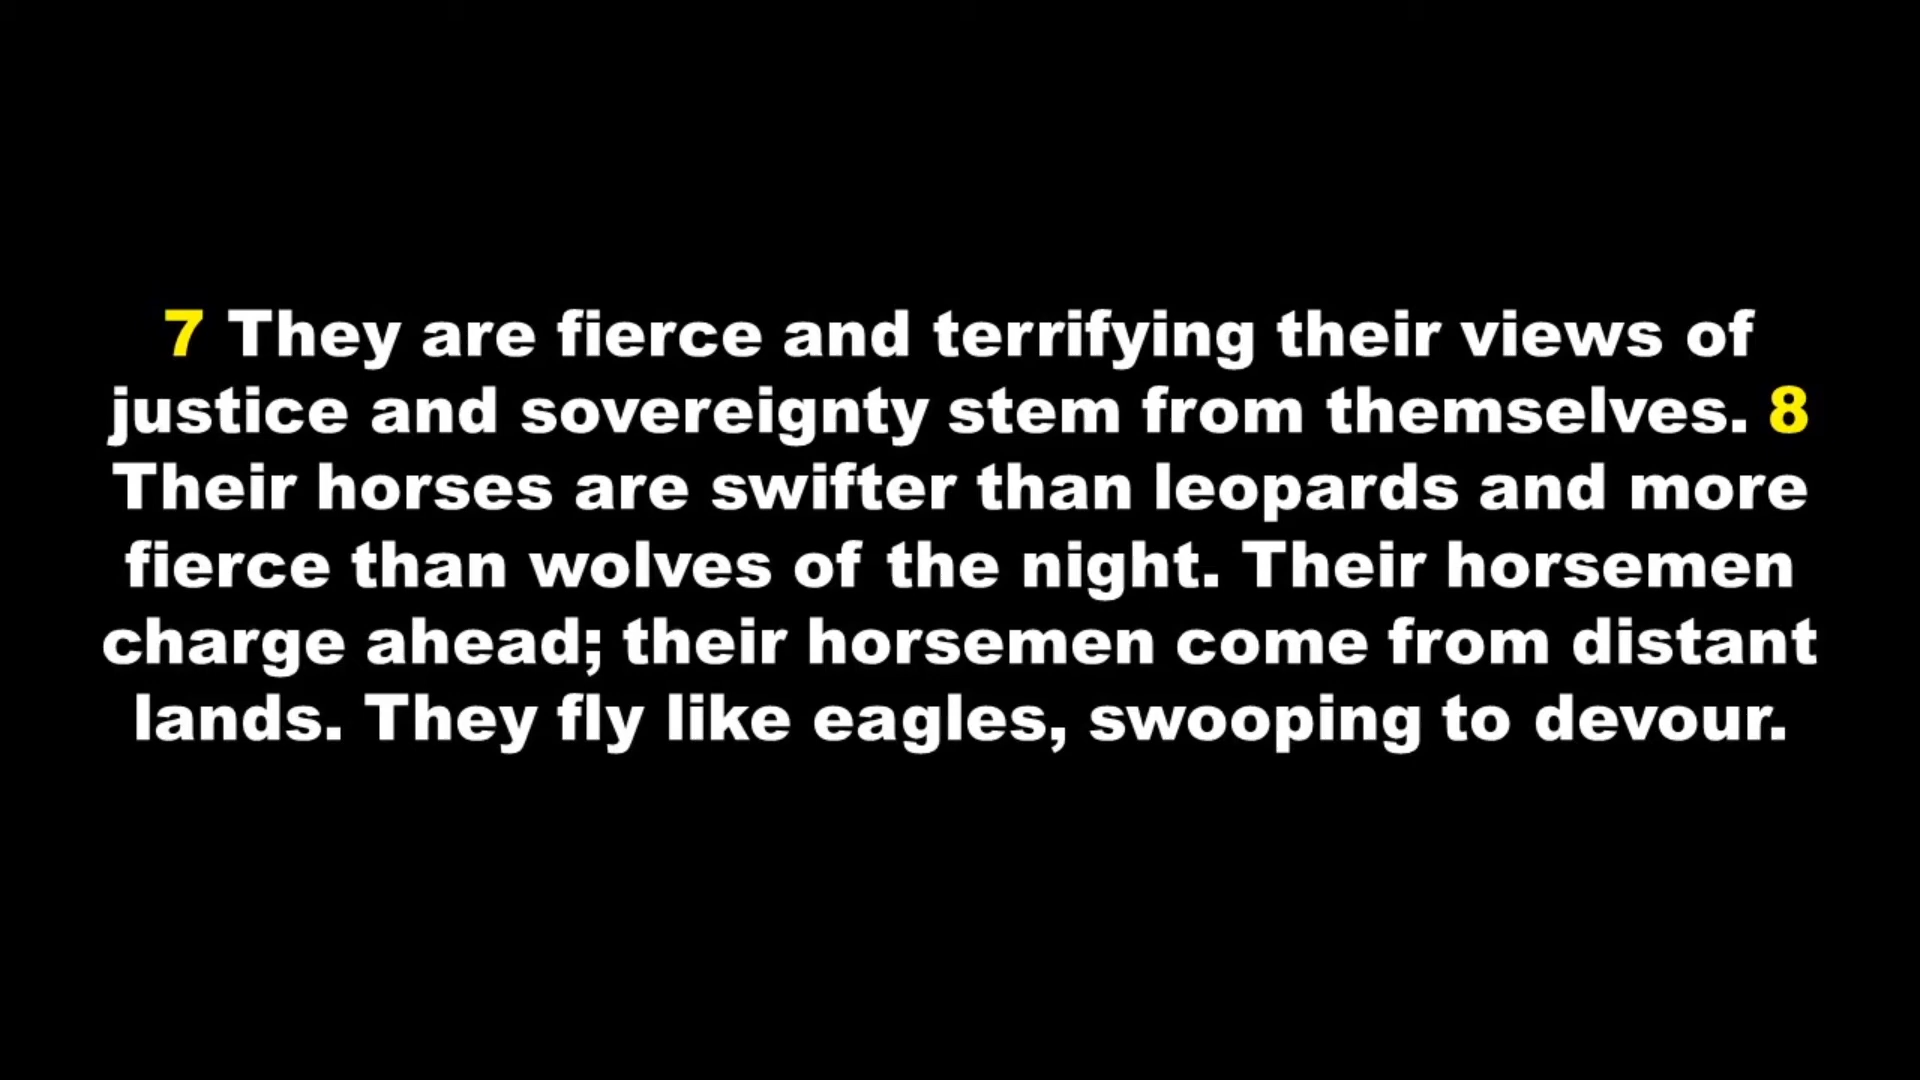 7 They are fierce and terrifying their views of
justice and sovereignty stem from themselves. 8
Their horses are swifter than leopards and more
fierce than wolves of the night. Their horsemen
charge ahead; their horsemen come from distant
lands. They fly like eagles, swooping to devour.